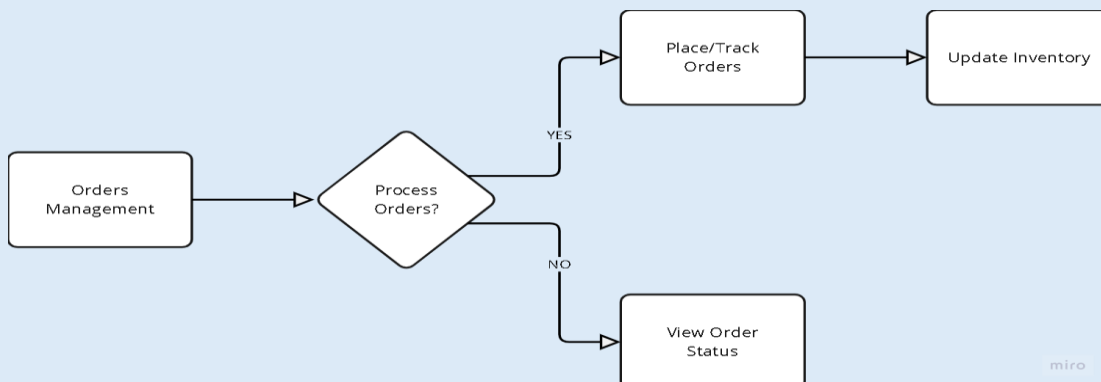 Place/Track
Orders
Update Inventory
YES
Orders
Management
Process
Orders?
NO
View Order
Status
miro